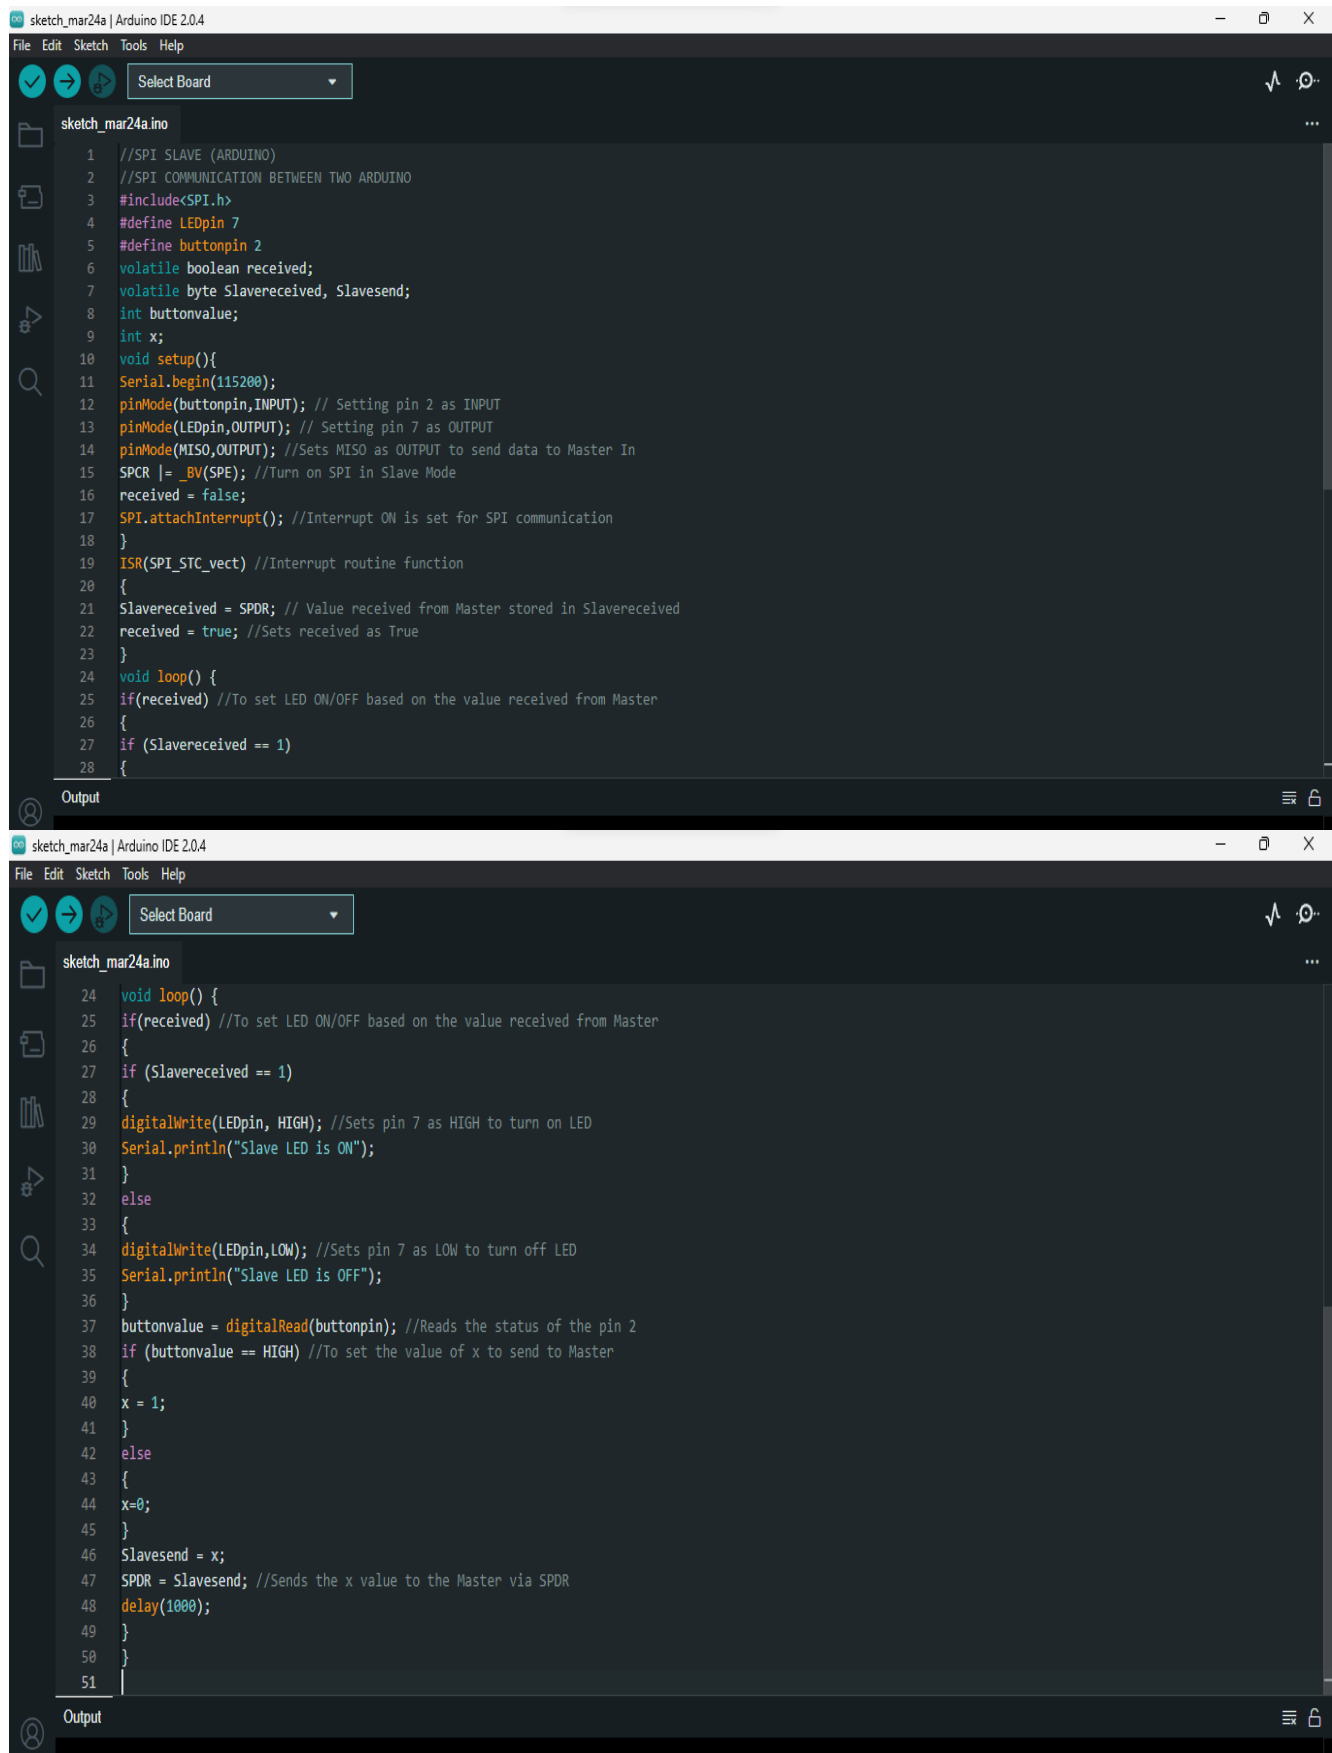 sketch_mar24a | Arduino IDE 2.0.4
File Edit Sketch Tools Help
Select Board
sketch_mar24a.ino
1 //SPI SLAVE (ARDUINO)
2 //SPI COMMUNICATION BETWEEN TWO ARDUINO
3 #include<SPI.h>
4 #define LEDpin 7
5 #define buttonpin 2
6 volatile boolean received;
7 volatile byte Slavereceived, Slavesend;
8 int buttonvalue;
9 int x;
10 void setup(){
11 Serial.begin(115200);
12 pinMode(buttonpin,INPUT); // Setting pin 2 as INPUT
13 pinMode(LEDpin,OUTPUT); // Setting pin 7 as OUTPUT
14 pinMode(MISO,OUTPUT); //Sets MISO as OUTPUT to send data to Master In
15 SPCR |= _BV(SPE); //Turn on SPI in Slave Mode
16 received = false;
17 SPI.attachInterrupt(); //Interrupt ON is set for SPI communication
18 }
19 ISR(SPI_STC_vect) //Interrupt routine function
20 {
21 Slavereceived = SPDR; // Value received from Master stored in Slavereceived
22 received = true; //Sets received as True
23 }
24 void loop() {
25 if(received) //To set LED ON/OFF based on the value received from Master
26 {
27 if (Slavereceived == 1)
28 {
Output
sketch_mar24a | Arduino IDE 2.0.4
File Edit Sketch Tools Help
Select Board
sketch_mar24a.ino
24 void loop() {
25 if(received) //To set LED ON/OFF based on the value received from Master
26 {
27 if (Slavereceived == 1)
28 {
29 digitalWrite(LEDpin, HIGH); //Sets pin 7 as HIGH to turn on LED
30 Serial.println("Slave LED is ON");
31 }
32 else
33 {
34 digitalWrite(LEDpin,LOW); //Sets pin 7 as LOW to turn off LED
35 Serial.println("Slave LED is OFF");
36 }
37 buttonvalue = digitalRead(buttonpin); //Reads the status of the pin 2
38 if (buttonvalue == HIGH) //To set the value of x to send to Master
39 {
40 x = 1;
41 }
42 else
43 {
44 x=0;
45 }
46 Slavesend = x;
47 SPDR = Slavesend; //Sends the x value to the Master via SPDR
48 delay(1000);
49 }
50 }
51
Output